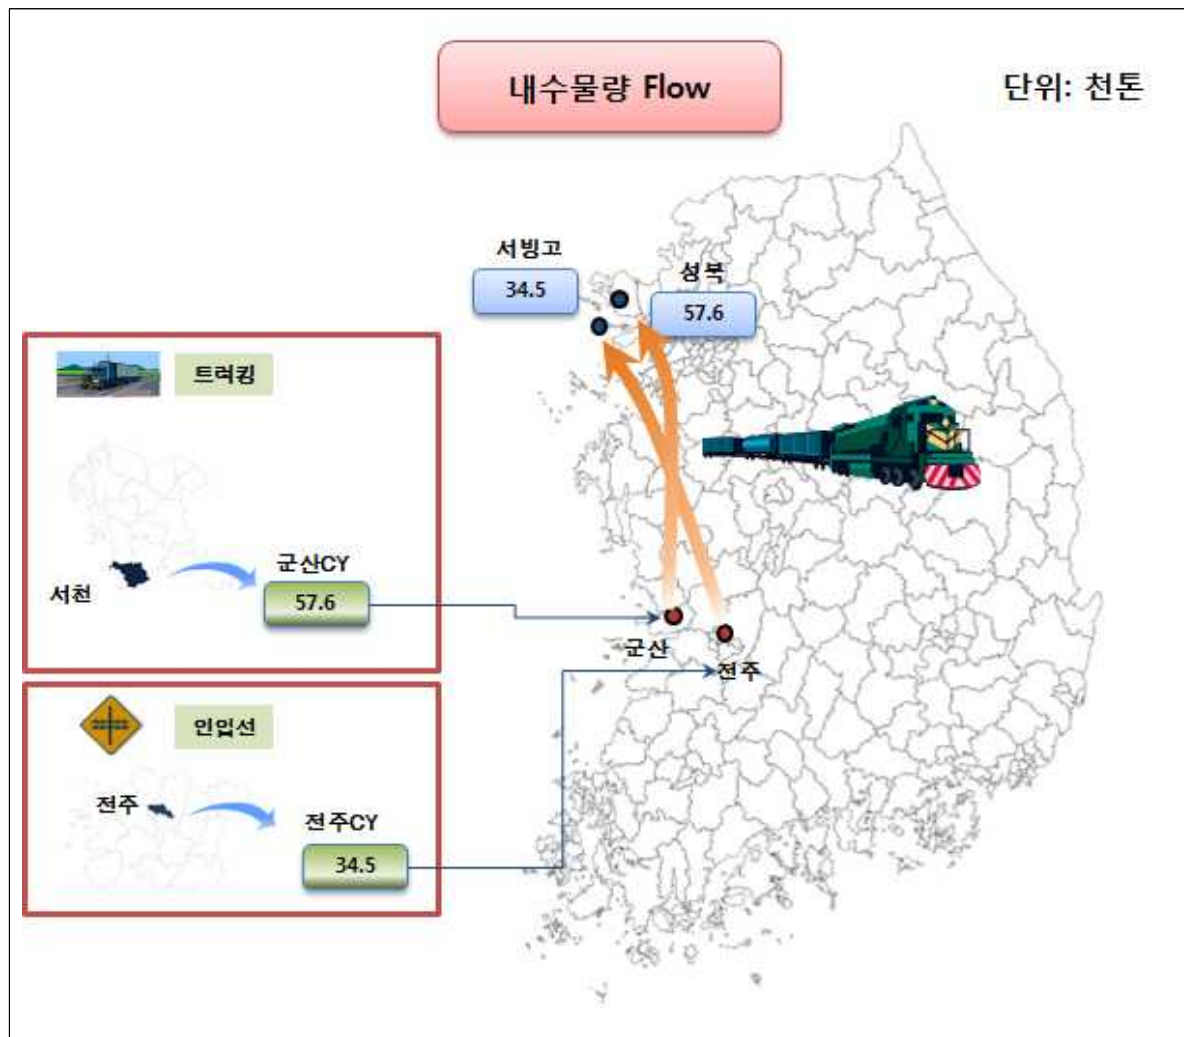 내수물량 Flow
단위: 천톤
서빙고
34.5
성북
57.6
트럭킹
서천
군산CY
57.6
군산
전주
인입선
전주
전주CY
34.5